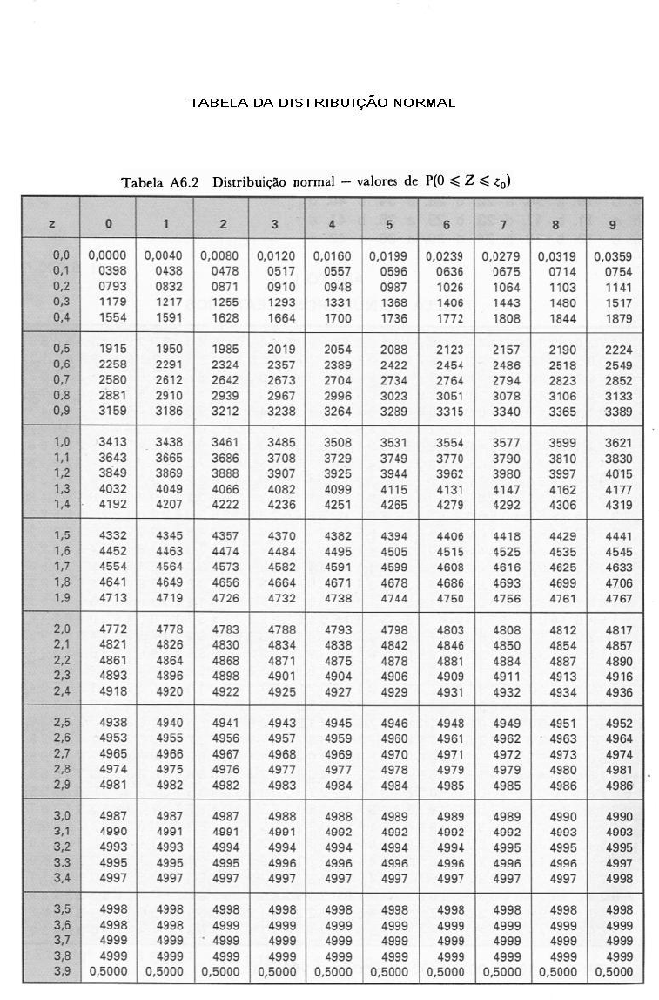 TABELA DA DISTRIBUIÇÃO NORMAL
Tabela A6.2 Distribuição normal — valores de P(0 ⩽ Z ⩽ z₀)
z 0 1 2 3 4 5 6 7 8 9
0,0 0,0000 0,0040 0,0080 0,0120 0,0160 0,0199 0,0239 0,0279 0,0319 0,0359
0,1 0398 0438 0478 0517 0557 0596 0636 0675 0714 0754
0,2 0793 0832 0871 0910 0948 0987 1026 1064 1103 1141
0,3 1179 1217 1255 1293 1331 1368 1406 1443 1480 1517
0,4 1554 1591 1628 1664 1700 1736 1772 1808 1844 1879
0,5 1915 1950 1985 2019 2054 2088 2123 2157 2190 2224
0,6 2258 2291 2324 2357 2389 2422 2454 2486 2518 2549
0,7 2580 2612 2642 2673 2704 2734 2764 2794 2823 2852
0,8 2881 2910 2939 2967 2996 3023 3051 3078 3106 3133
0,9 3159 3186 3212 3238 3264 3289 3315 3340 3365 3389
1,0 3413 3438 3461 3485 3508 3531 3554 3577 3599 3621
1,1 3643 3665 3686 3708 3729 3749 3770 3790 3810 3830
1,2 3849 3869 3888 3907 3925 3944 3962 3980 3997 4015
1,3 4032 4049 4066 4082 4099 4115 4131 4147 4162 4177
1,4 4192 4207 4222 4236 4251 4265 4279 4292 4306 4319
1,5 4332 4345 4357 4370 4382 4394 4406 4418 4429 4441
1,6 4452 4463 4474 4484 4495 4505 4515 4525 4535 4545
1,7 4554 4564 4573 4582 4591 4599 4608 4616 4625 4633
1,8 4641 4649 4656 4664 4671 4678 4686 4693 4699 4706
1,9 4713 4719 4726 4732 4738 4744 4750 4756 4761 4767
2,0 4772 4778 4783 4788 4793 4798 4803 4808 4812 4817
2,1 4821 4826 4830 4834 4838 4842 4846 4850 4854 4857
2,2 4861 4864 4868 4871 4875 4878 4881 4884 4887 4890
2,3 4893 4896 4898 4901 4904 4906 4909 4911 4913 4916
2,4 4918 4920 4922 4925 4927 4929 4931 4932 4934 4936
2,5 4938 4940 4941 4943 4945 4946 4948 4949 4951 4952
2,6 4953 4955 4956 4957 4959 4960 4961 4962 4963 4964
2,7 4965 4966 4967 4968 4969 4970 4971 4972 4973 4974
2,8 4974 4975 4976 4977 4977 4978 4979 4979 4980 4981
2,9 4981 4982 4982 4983 4984 4984 4985 4985 4986 4986
3,0 4987 4987 4987 4988 4988 4989 4989 4989 4990 4990
3,1 4990 4991 4991 4991 4992 4992 4992 4992 4993 4993
3,2 4993 4993 4994 4994 4994 4994 4994 4995 4995 4995
3,3 4995 4995 4995 4996 4996 4996 4996 4996 4996 4997
3,4 4997 4997 4997 4997 4997 4997 4997 4997 4997 4998
3,5 4998 4998 4998 4998 4998 4998 4998 4998 4998 4998
3,6 4998 4998 4999 4999 4999 4999 4999 4999 4999 4999
3,7 4999 4999 4999 4999 4999 4999 4999 4999 4999 4999
3,8 4999 4999 4999 4999 4999 4999 4999 4999 4999 4999
3,9 0,5000 0,5000 0,5000 0,5000 0,5000 0,5000 0,5000 0,5000 0,5000 0,5000